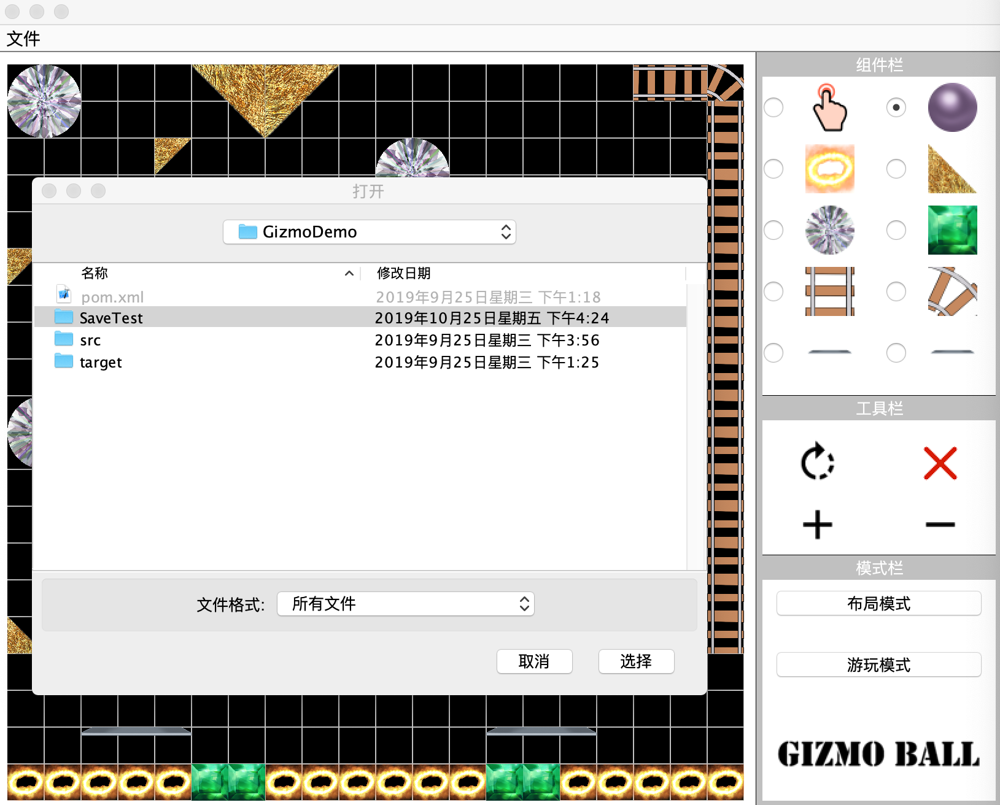 文件
组件栏
打开
GizmoDemo
名称 修改日期
pom.xml 2019年9月25日星期三 下午1:18
SaveTest 2019年10月25日星期五 下午4:24
src 2019年9月25日星期三 下午3:56
target 2019年9月25日星期三 下午1:25
文件格式: 所有文件
取消 选择
工具栏
模式栏
布局模式
游玩模式
GIZMO BALL